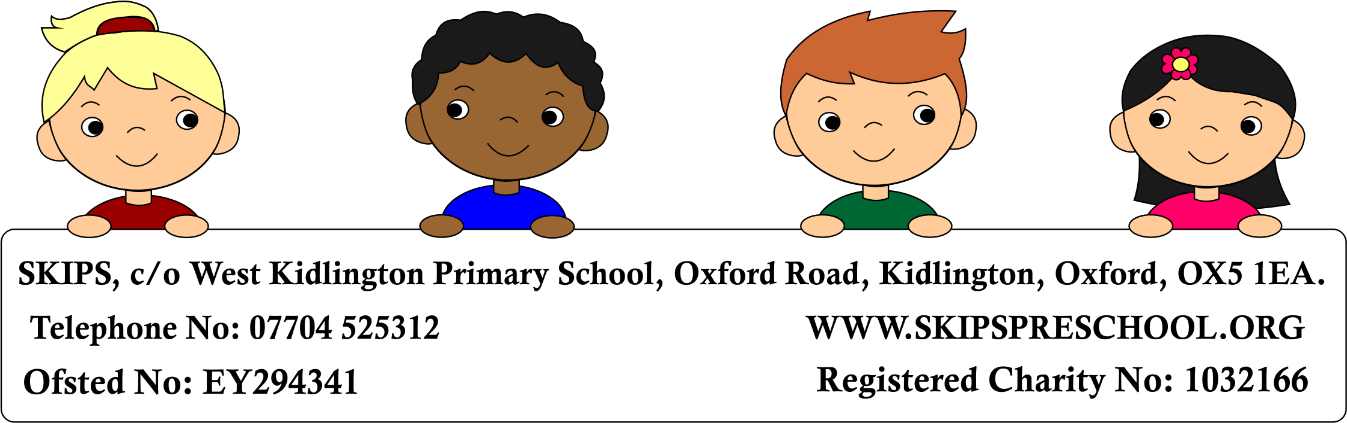 SKIPS, c/o West Kidlington Primary School, Oxford Road, Kidlington, Oxford, OX5 1EA.
Telephone No: 07704 525312 WWW.SKIPSPRESCHOOL.ORG
Ofsted No: EY294341 Registered Charity No: 1032166